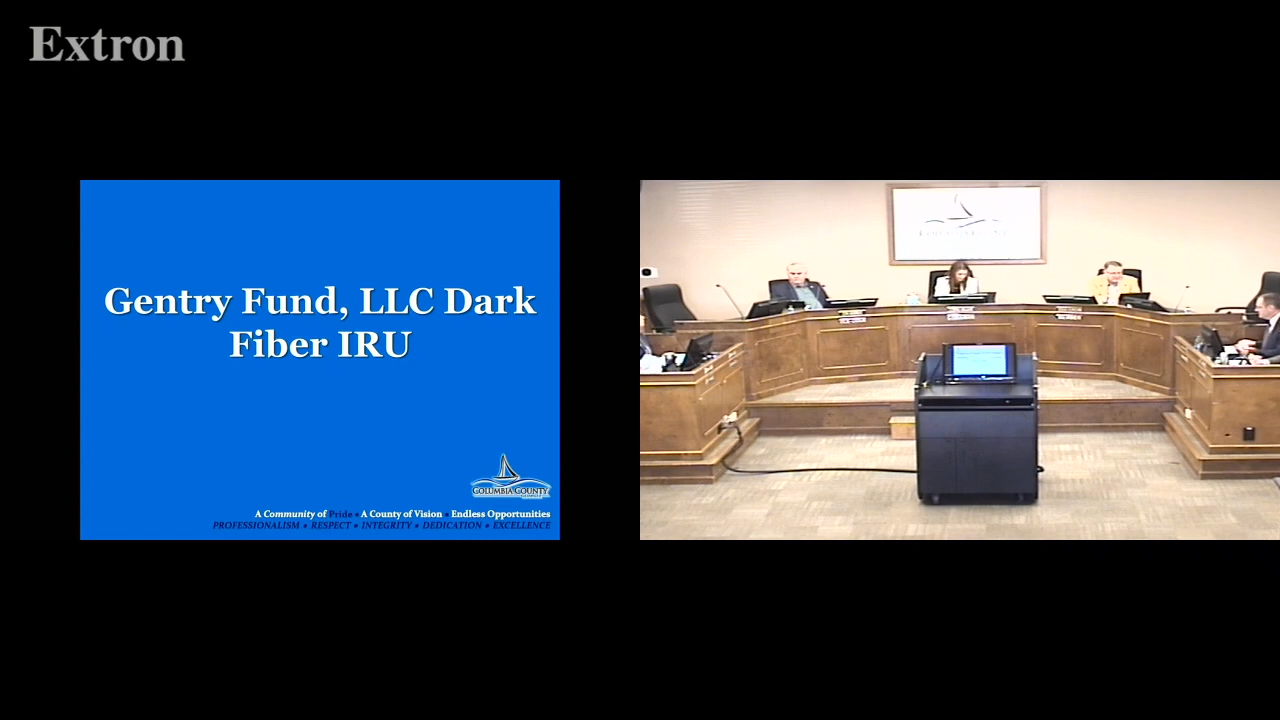 Extron
Gentry Fund, LLC Dark
Fiber IRU
COLUMBIA COUNTY
A Community of Pride • A County of Vision • Endless Opportunities
PROFESSIONALISM • RESPECT • INTEGRITY • DEDICATION • EXCELLENCE